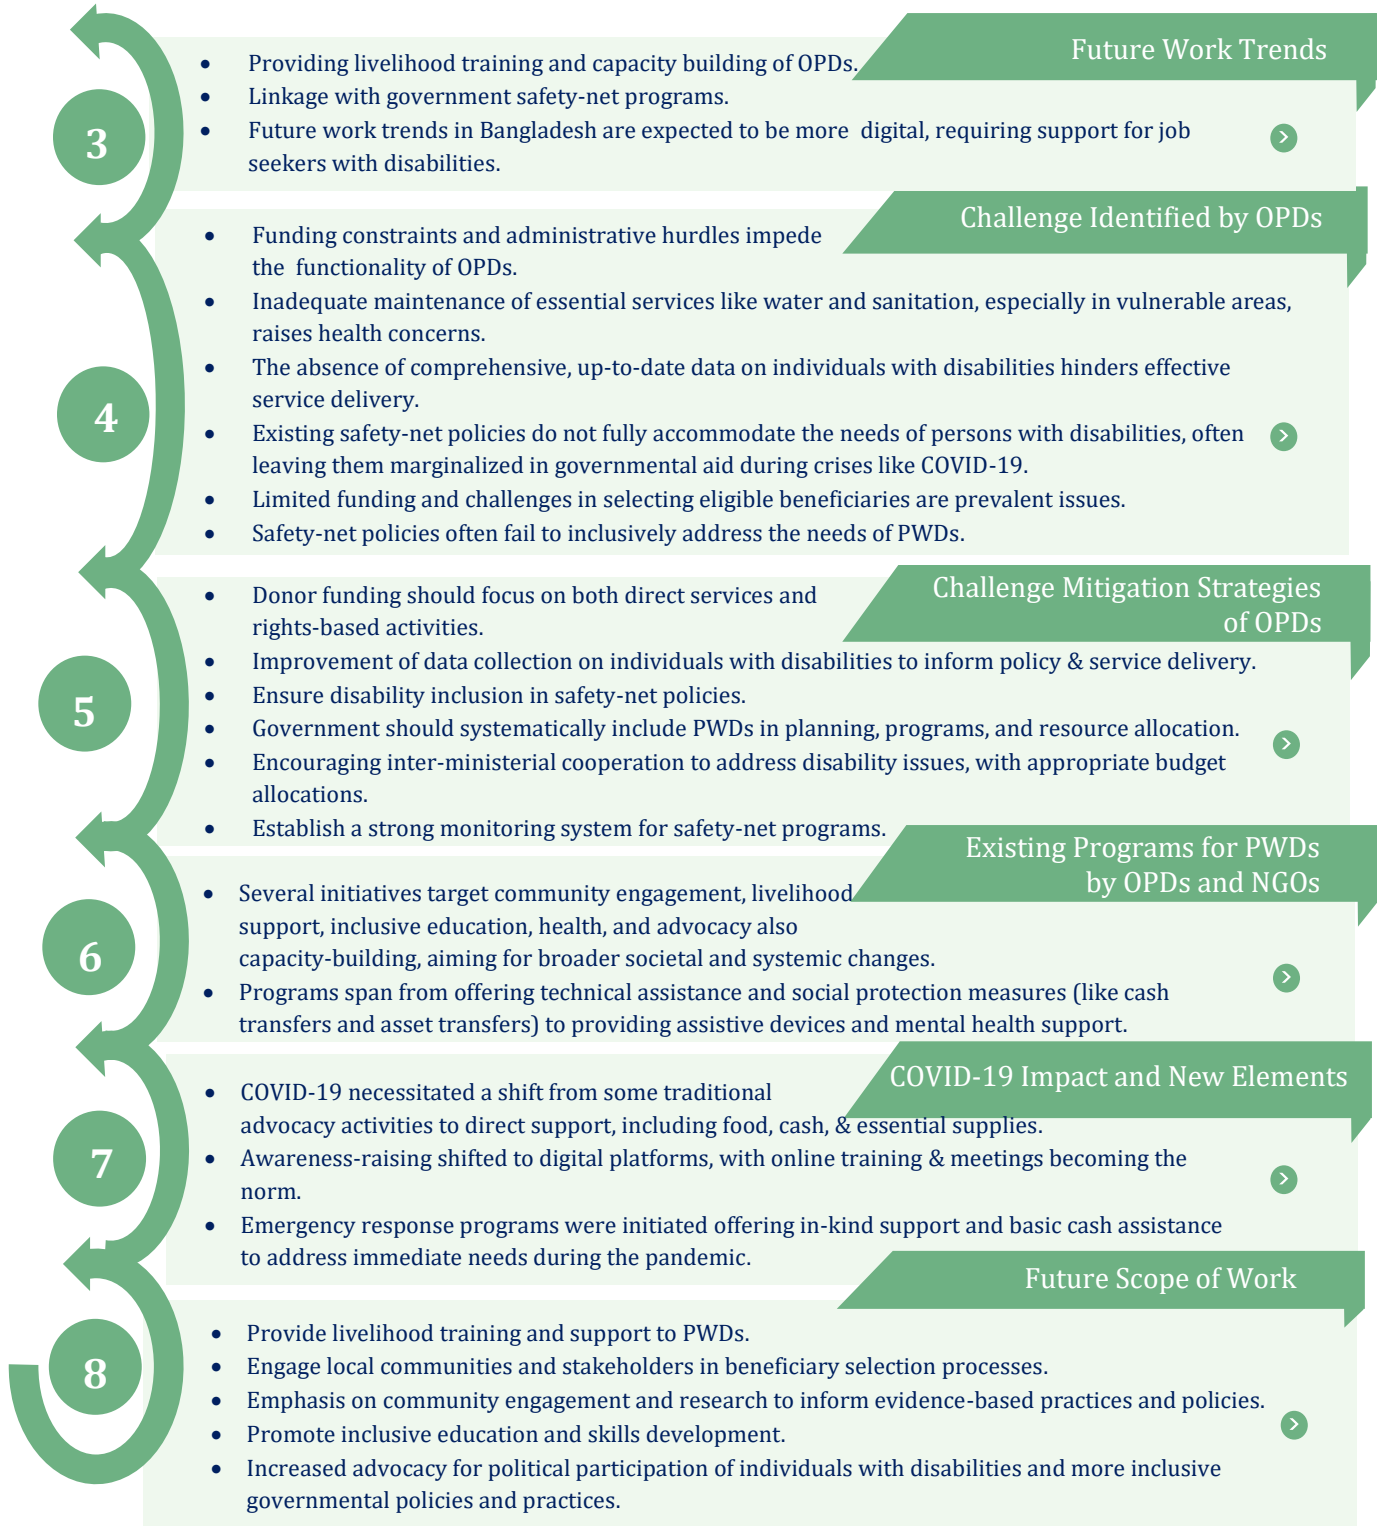 Future Work Trends
• Providing livelihood training and capacity building of OPDs.
• Linkage with government safety-net programs.
• Future work trends in Bangladesh are expected to be more digital, requiring support for job
seekers with disabilities.
3
Challenge Identified by OPDs
• Funding constraints and administrative hurdles impede
the functionality of OPDs.
• Inadequate maintenance of essential services like water and sanitation, especially in vulnerable areas,
raises health concerns.
• The absence of comprehensive, up-to-date data on individuals with disabilities hinders effective
service delivery.
• Existing safety-net policies do not fully accommodate the needs of persons with disabilities, often
leaving them marginalized in governmental aid during crises like COVID-19.
• Limited funding and challenges in selecting eligible beneficiaries are prevalent issues.
• Safety-net policies often fail to inclusively address the needs of PWDs.
4
Challenge Mitigation Strategies
of OPDs
• Donor funding should focus on both direct services and
rights-based activities.
• Improvement of data collection on individuals with disabilities to inform policy & service delivery.
• Ensure disability inclusion in safety-net policies.
• Government should systematically include PWDs in planning, programs, and resource allocation.
• Encouraging inter-ministerial cooperation to address disability issues, with appropriate budget
allocations.
• Establish a strong monitoring system for safety-net programs.
5
Existing Programs for PWDs
by OPDs and NGOs
• Several initiatives target community engagement, livelihood
support, inclusive education, health, and advocacy also
capacity-building, aiming for broader societal and systemic changes.
• Programs span from offering technical assistance and social protection measures (like cash
transfers and asset transfers) to providing assistive devices and mental health support.
6
COVID-19 Impact and New Elements
• COVID-19 necessitated a shift from some traditional
advocacy activities to direct support, including food, cash, & essential supplies.
• Awareness-raising shifted to digital platforms, with online training & meetings becoming the
norm.
• Emergency response programs were initiated offering in-kind support and basic cash assistance
to address immediate needs during the pandemic.
7
Future Scope of Work
• Provide livelihood training and support to PWDs.
• Engage local communities and stakeholders in beneficiary selection processes.
• Emphasis on community engagement and research to inform evidence-based practices and policies.
• Promote inclusive education and skills development.
• Increased advocacy for political participation of individuals with disabilities and more inclusive
governmental policies and practices.
8